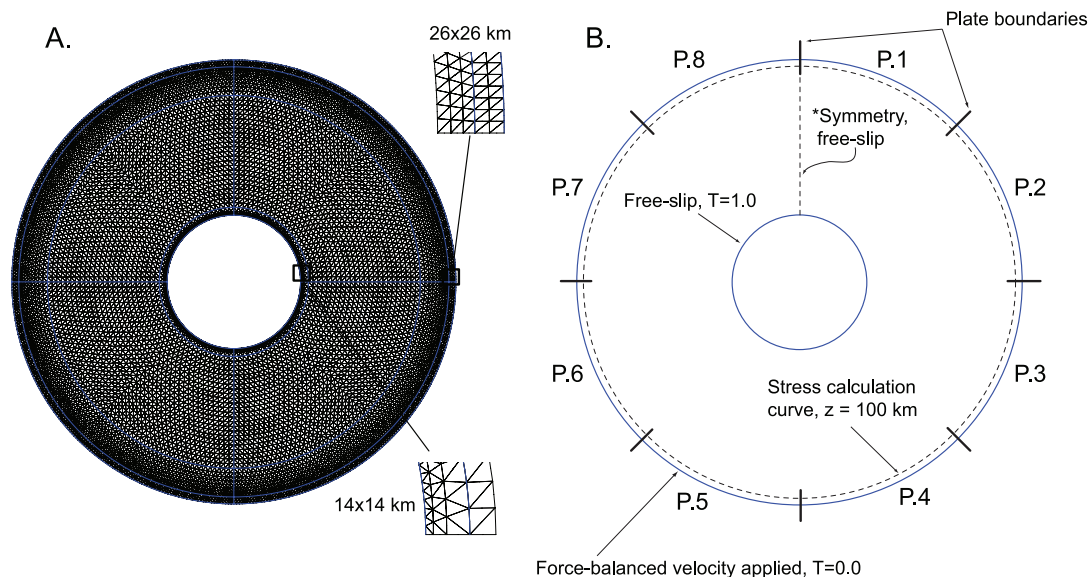 A.
26x26 km
14x14 km
B.
Plate boundaries
P.8
P.1
*Symmetry,
free-slip
P.7
P.2
Free-slip, T=1.0
P.6
P.3
Stress calculation
curve, z = 100 km
P.5
P.4
Force-balanced velocity applied, T=0.0